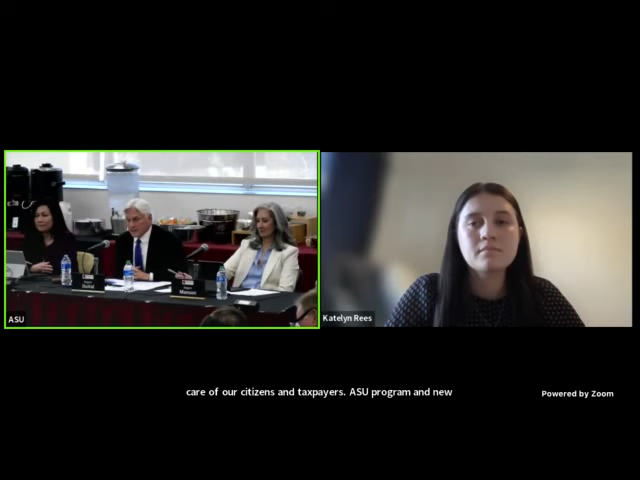 ASU
Katelyn Rees
care of our citizens and taxpayers. ASU program and new
Powered by Zoom